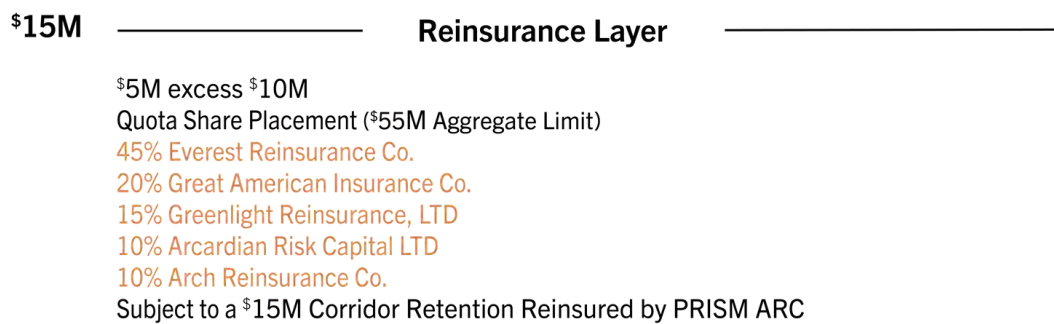 $15M Reinsurance Layer
$5M excess $10M
Quota Share Placement ($55M Aggregate Limit)
45% Everest Reinsurance Co.
20% Great American Insurance Co.
15% Greenlight Reinsurance, LTD
10% Arcardian Risk Capital LTD
10% Arch Reinsurance Co.
Subject to a $15M Corridor Retention Reinsured by PRISM ARC